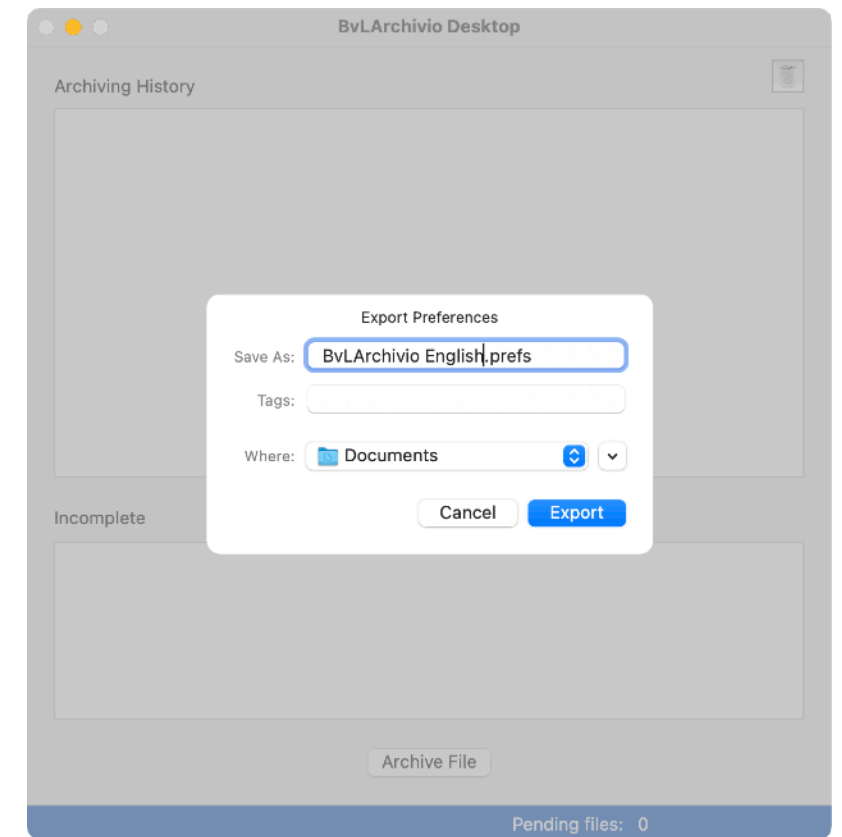 BvLArchivio Desktop
Archiving History
Export Preferences
Save As: BvLArchivio English.prefs
Tags:
Where: Documents
Cancel Export
Incomplete
Archive File
Pending files: 0